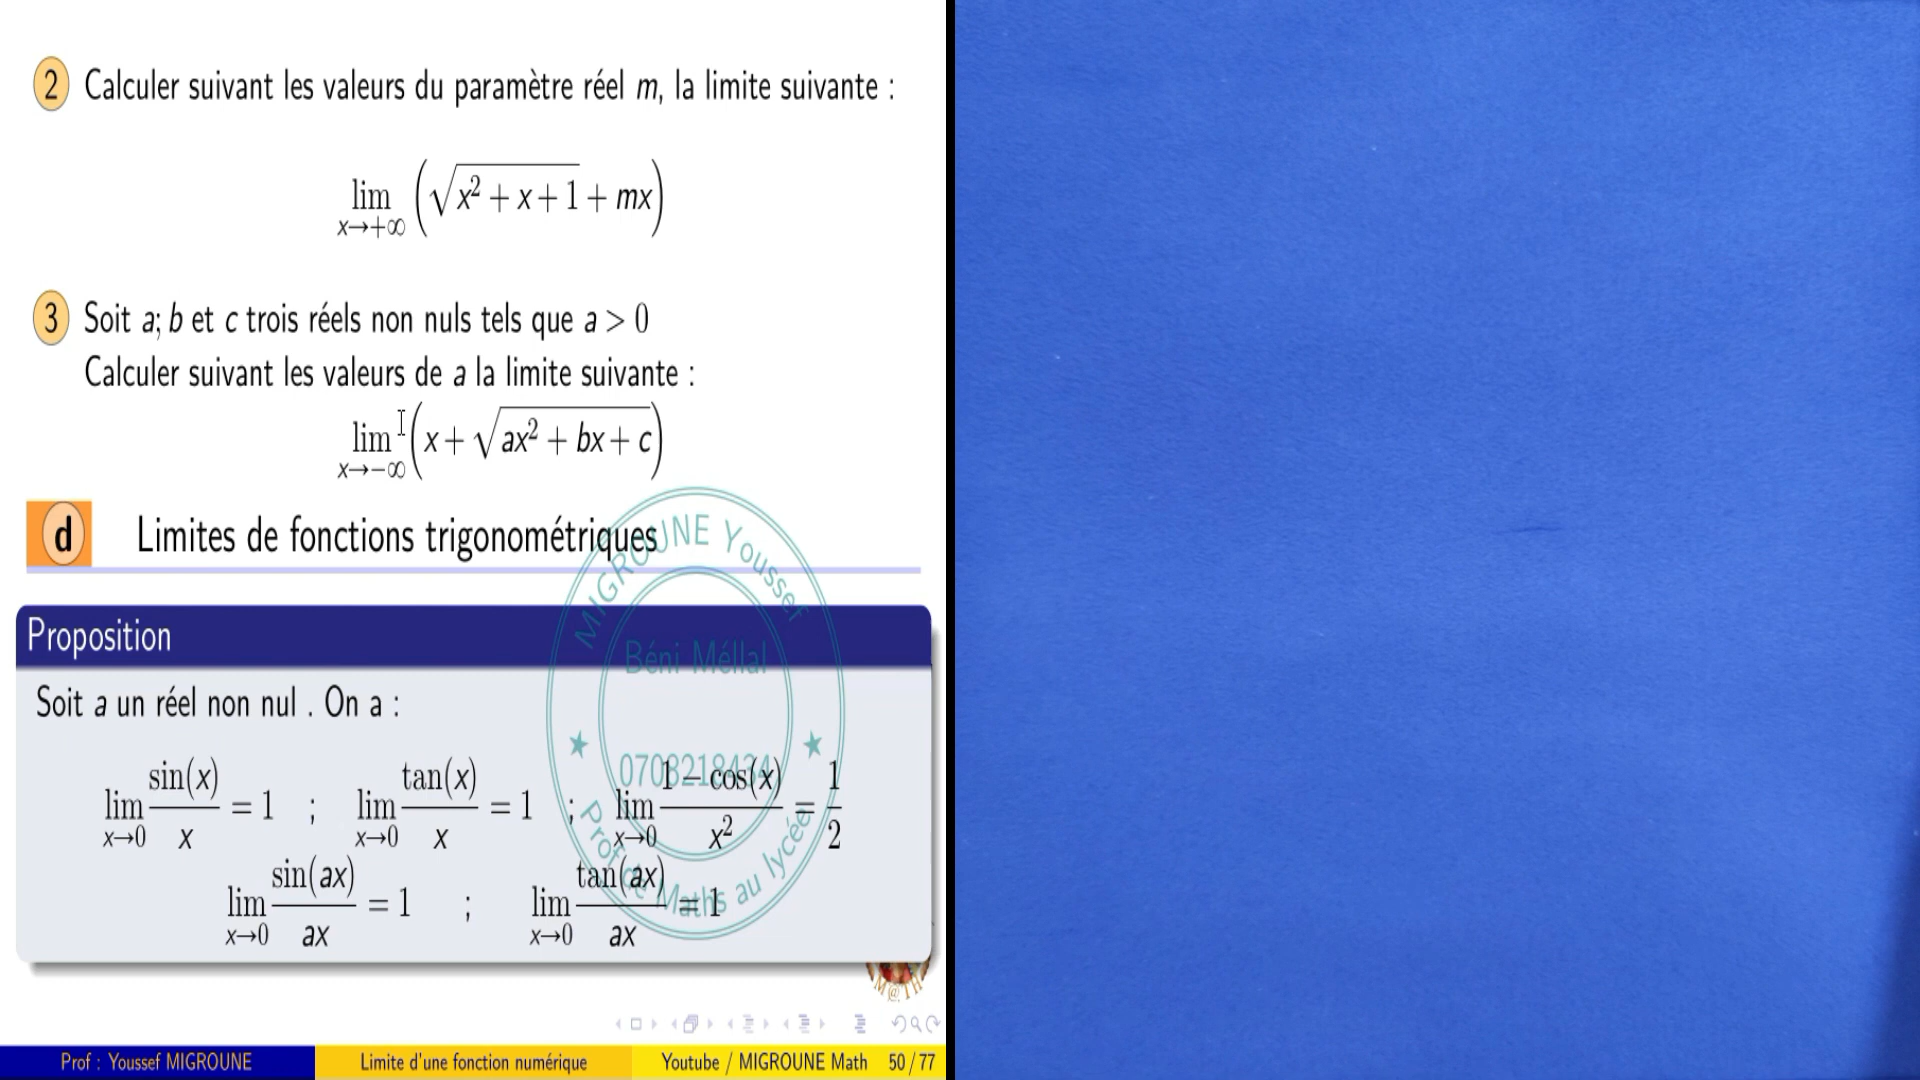 2 Calculer suivant les valeurs du paramètre réel m, la limite suivante :
lim x→+∞ (√(x² + x + 1) + mx)
3 Soit a; b et c trois réels non nuls tels que a > 0
Calculer suivant les valeurs de a la limite suivante :
lim x→−∞ (x + √(ax² + bx + c))
d Limites de fonctions trigonométriques
Proposition
Soit a un réel non nul . On a :
lim x→0 sin(x)/x = 1 ; lim x→0 tan(x)/x = 1 ; lim x→0 (1 − cos(x))/x² = 1/2
lim x→0 sin(ax)/ax = 1 ; lim x→0 tan(ax)/ax = 1
MIGROUNE Youssef
Béni Méllal
Prof de Maths au lycée
M@TH
Prof : Youssef MIGROUNE Limite d'une fonction numérique Youtube / MIGROUNE Math 50 / 77